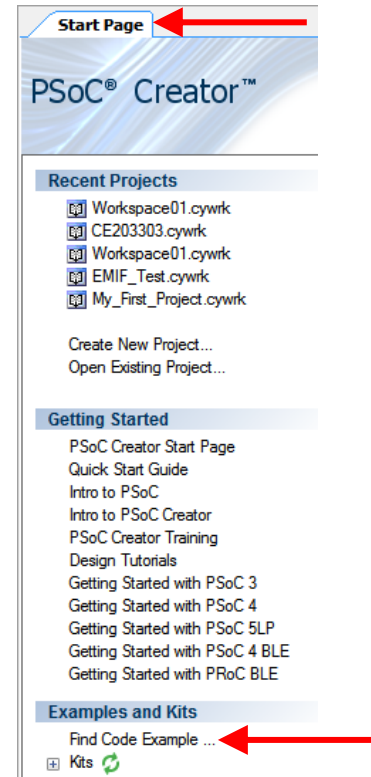 Start Page
PSoC® Creator™
Recent Projects
Workspace01.cywrk
CE203303.cywrk
Workspace01.cywrk
EMIF_Test.cywrk
My_First_Project.cywrk
Create New Project...
Open Existing Project...
Getting Started
PSoC Creator Start Page
Quick Start Guide
Intro to PSoC
Intro to PSoC Creator
PSoC Creator Training
Design Tutorials
Getting Started with PSoC 3
Getting Started with PSoC 4
Getting Started with PSoC 5LP
Getting Started with PSoC 4 BLE
Getting Started with PRoC BLE
Examples and Kits
Find Code Example ...
Kits